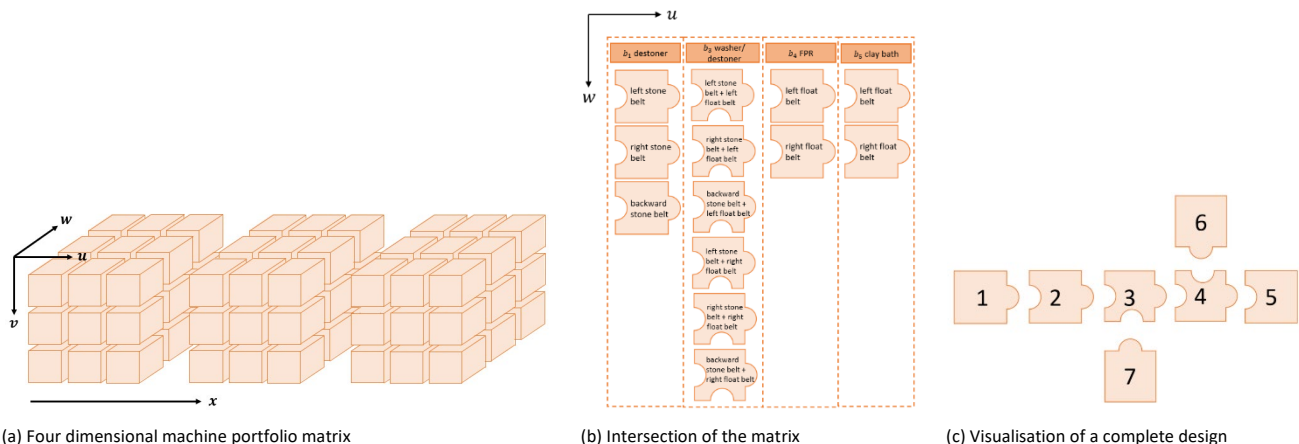 w
u
v
x
(a) Four dimensional machine portfolio matrix
u
w
b₁ destoner
left stone
belt
right stone
belt
backward
stone belt
b₃ washer/
destoner
left stone
belt + left
float belt
right stone
belt + left
float belt
backward
stone belt +
left float belt
left stone
belt + right
float belt
right stone
belt + right
float belt
backward
stone belt +
right float belt
b₄ FPR
left float
belt
right float
belt
b₅ clay bath
left float
belt
right float
belt
(b) Intersection of the matrix
6
1 2 3 4 5
7
(c) Visualisation of a complete design